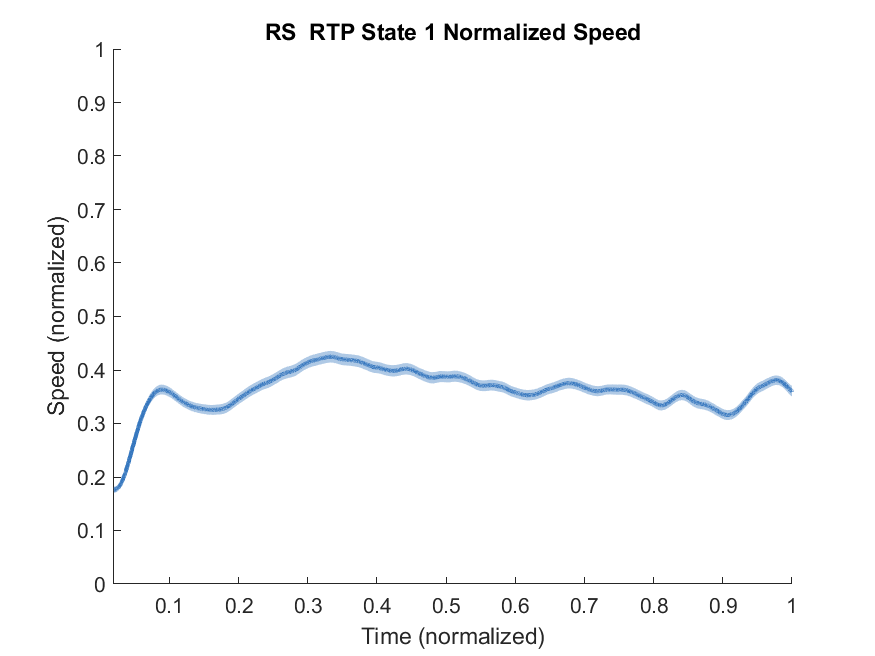 RS  RTP State 1 Normalized Speed
1
0.9
0.8
0.7
0.6
0.5
0.4
0.3
0.2
0.1
0
Speed (normalized)
0.1 0.2 0.3 0.4 0.5 0.6 0.7 0.8 0.9 1
Time (normalized)